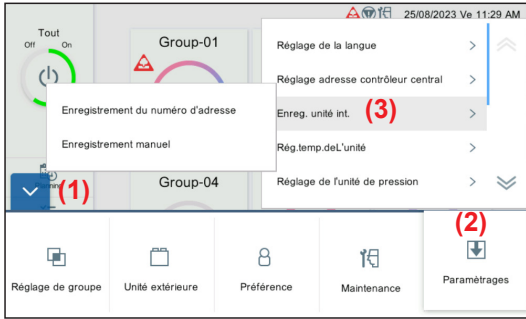 25/08/2023 Ve 11:29 AM
Tout
Off On
Group-01
Réglage de la langue
Réglage adresse contrôleur central
Enregistrement du numéro d'adresse
Enreg. unité int.
(3)
Enregistrement manuel
Rég.temp.deL'unité
(1)
Group-04
Réglage de l'unité de pression
(2)
Réglage de groupe
Unité extérieure
Préférence
Maintenance
Paramétrages